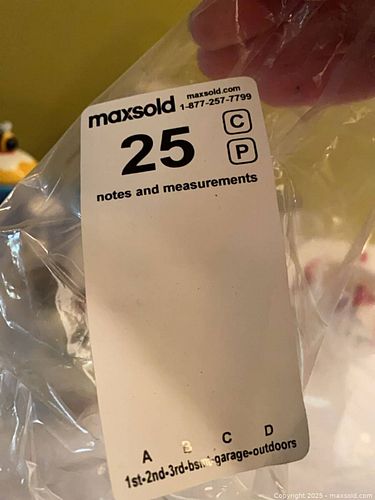 maxsold
maxsold.com
1-877-257-7799
25
C
P
notes and measurements
A B C D
1st-2nd-3rd-bsmt-garage-outdoors
Copyright © 2025 - maxsold.com